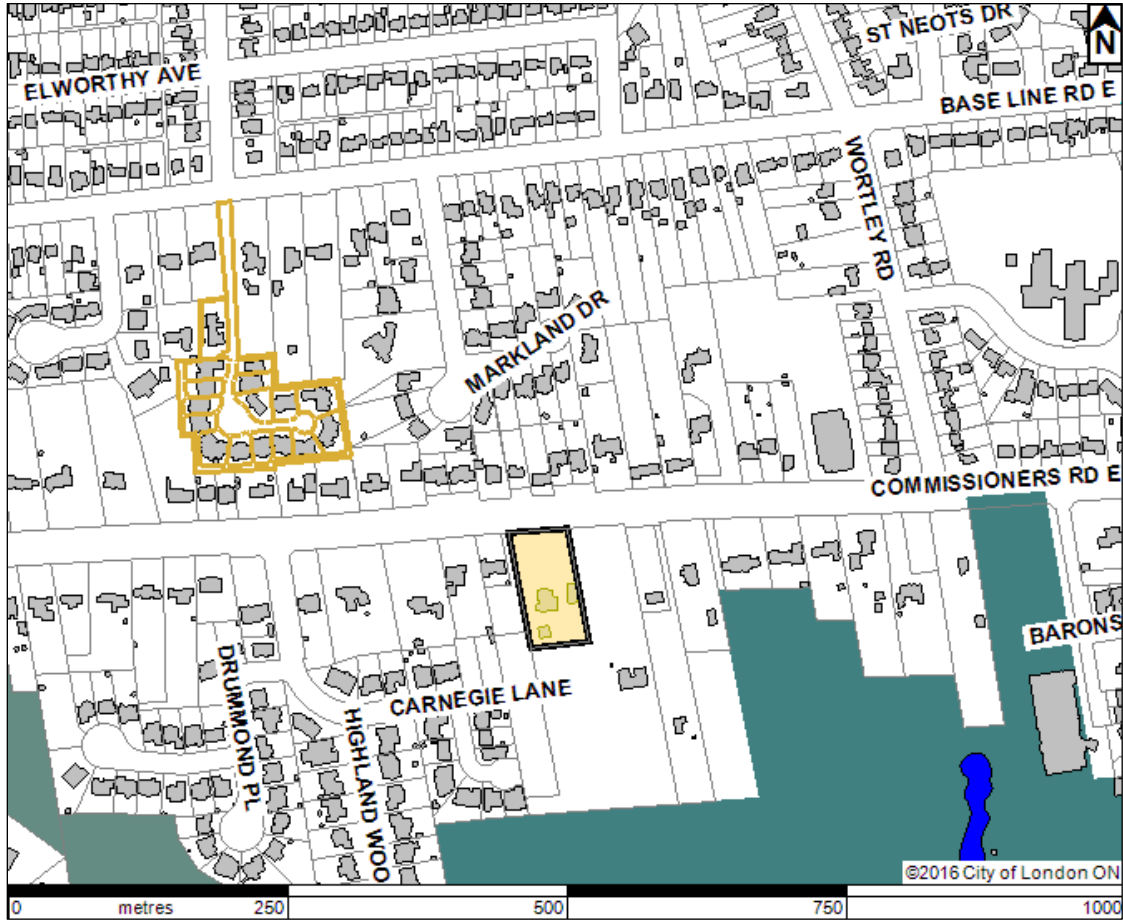 ST NEOTS DR
N
ELWORTHY AVE
BASE LINE RD E
WORTLEY RD
MARKLAND DR
COMMISSIONERS RD E
BARONS
DRUMMOND PL
CARNEGIE LANE
HIGHLAND WOO
©2016 City of London ON
0 metres 250 500 750 1000